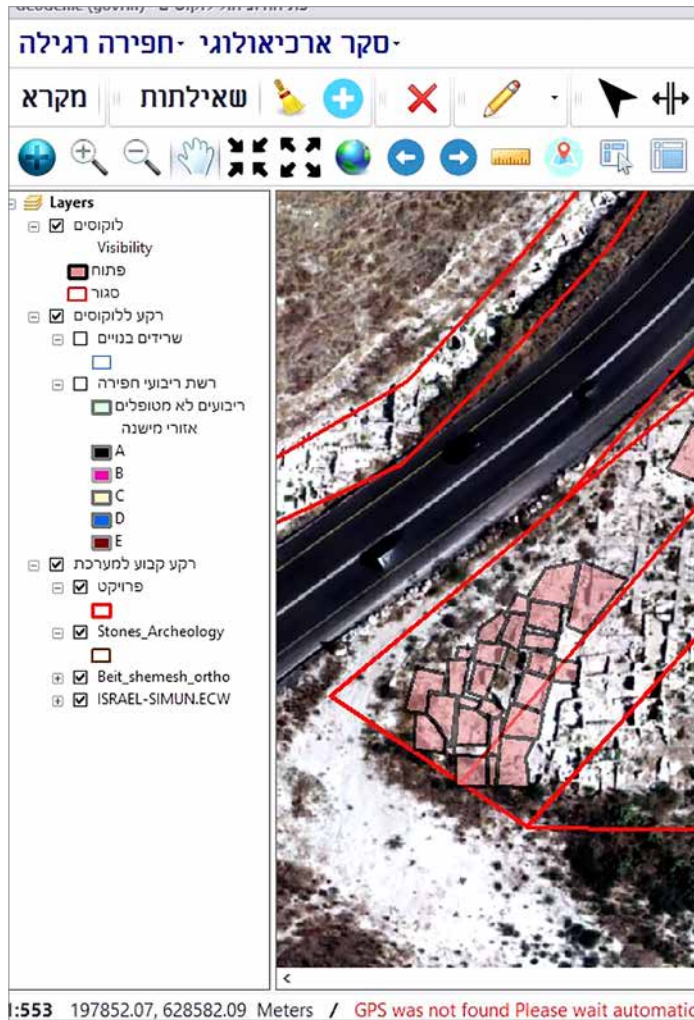 סקר ארכיאולוגי - חפירה רגילה-
מקרא שאילתות
Layers
לוקוסים
Visibility
פתוח
סגור
רקע ללוקוסים
שרידים בנויים
רשת ריבועי חפירה
ריבועים לא מטופלים
אזורי מישנה
A
B
C
D
E
רקע קבוע למערכת
פרויקט
Stones_Archeology
Beit_shemesh_ortho
ISRAEL-SIMUN.ECW
1:553 197852.07, 628582.09 Meters / GPS was not found Please wait automatic